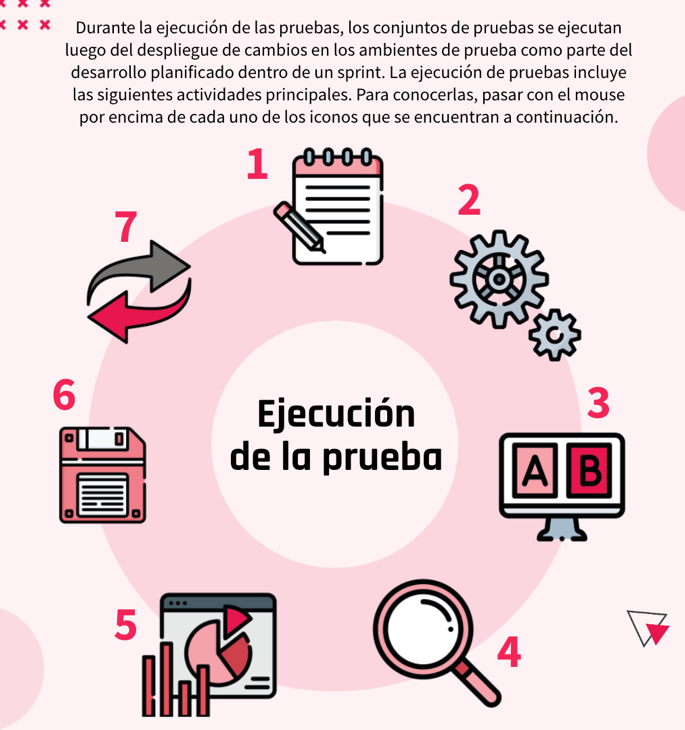 Durante la ejecución de las pruebas, los conjuntos de pruebas se ejecutan
luego del despliegue de cambios en los ambientes de prueba como parte del
desarrollo planificado dentro de un sprint. La ejecución de pruebas incluye
las siguientes actividades principales. Para conocerlas, pasar con el mouse
por encima de cada uno de los iconos que se encuentran a continuación.
1
2
7
3
6
Ejecución
de la prueba
A B
5
4